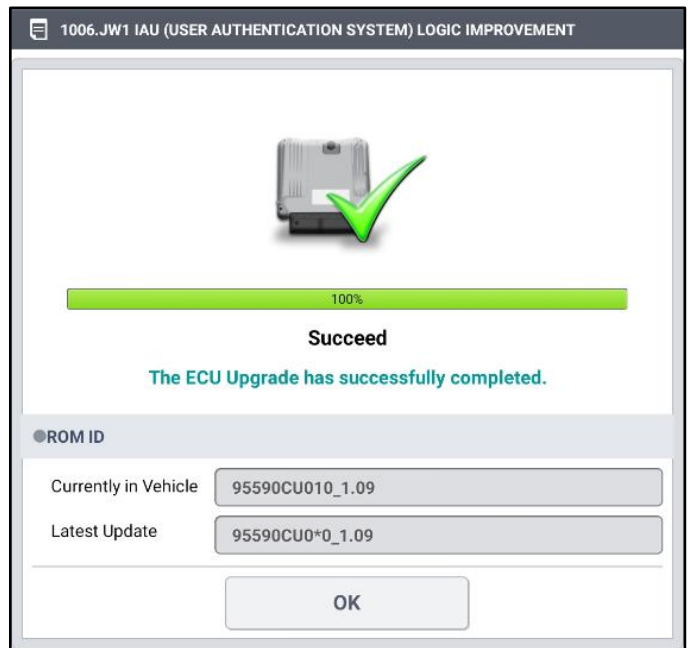 1006.JW1 IAU (USER AUTHENTICATION SYSTEM) LOGIC IMPROVEMENT
100%
Succeed
The ECU Upgrade has successfully completed.
ROM ID
Currently in Vehicle 95590CU010_1.09
Latest Update 95590CU0*0_1.09
OK